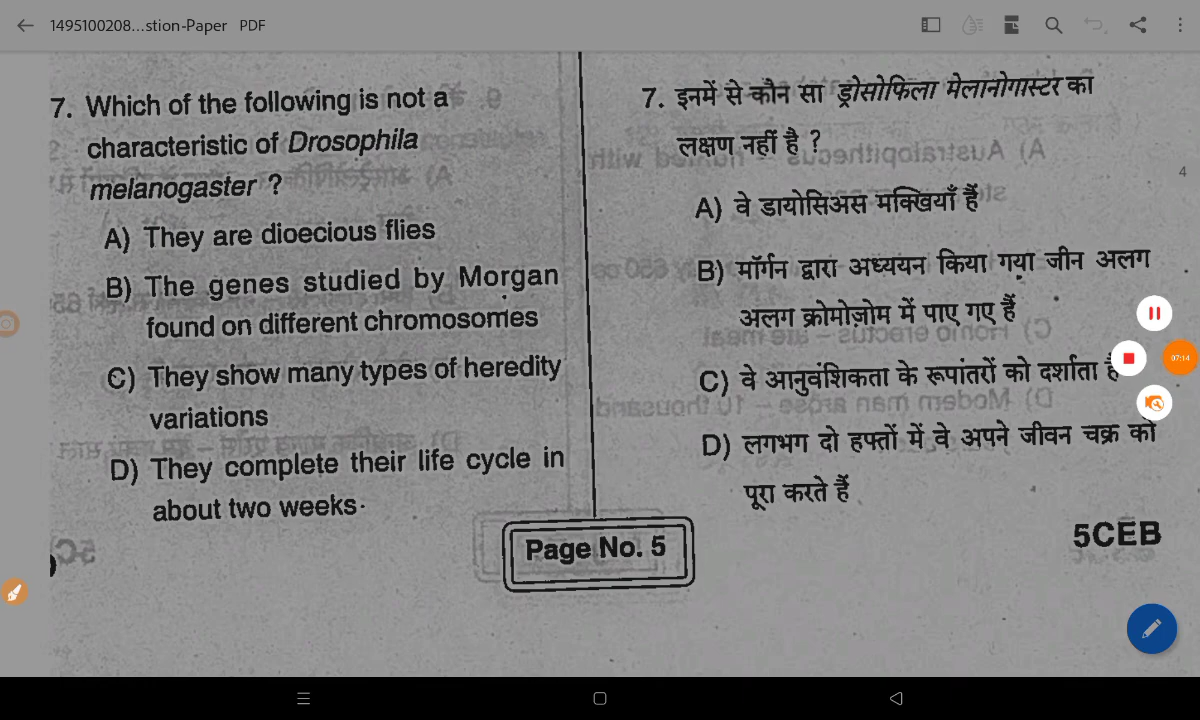 1495100208...stion-Paper PDF
7. Which of the following is not a
characteristic of Drosophila
melanogaster ?
A) They are dioecious flies
B) The genes studied by Morgan
found on different chromosomes
C) They show many types of heredity
variations
D) They complete their life cycle in
about two weeks.
7. इनमें से कौन सा ड्रोसोफिला मेलानोगास्टर का
लक्षण नहीं है ?
A) वे डायोसिअस मक्खियाँ हैं
B) मॉर्गन द्वारा अध्ययन किया गया जीन अलग
अलग क्रोमोज़ोम में पाए गए हैं
C) वे आनुवंशिकता के रूपांतरों को दर्शाता है
D) लगभग दो हफ्तों में वे अपने जीवन चक्र को
पूरा करते हैं
4
07:14
Page No. 5
5CEB